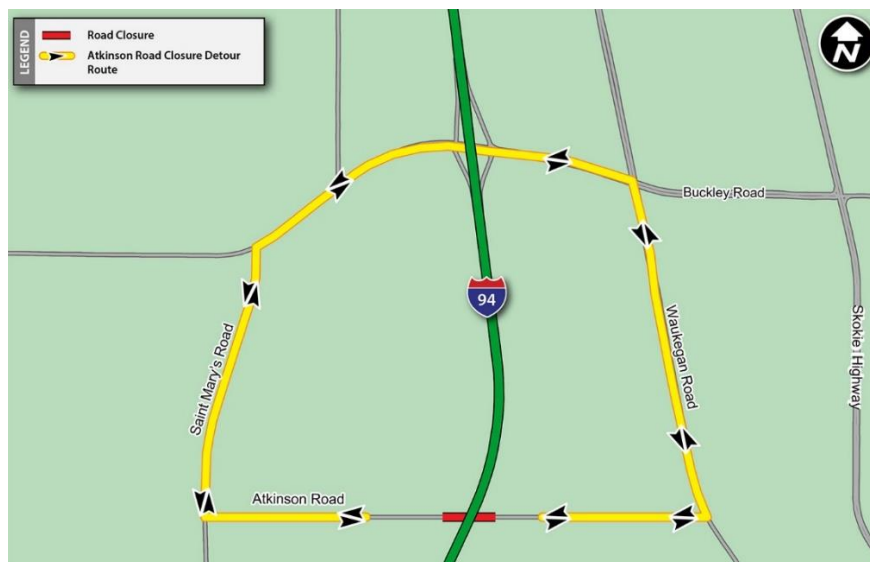 LEGEND
Road Closure
Atkinson Road Closure Detour
Route
N
Buckley Road
94
Saint Mary's Road
Waukegan Road
Skokie Highway
Atkinson Road